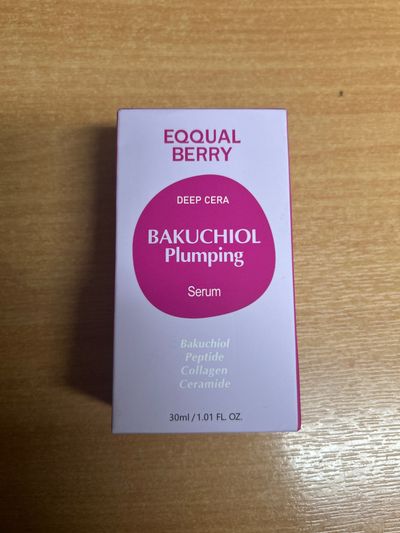 EQQUAL
BERRY
DEEP CERA
BAKUCHIOL
Plumping
Serum
Bakuchiol
Peptide
Collagen
Ceramide
30ml / 1.01 FL. OZ.